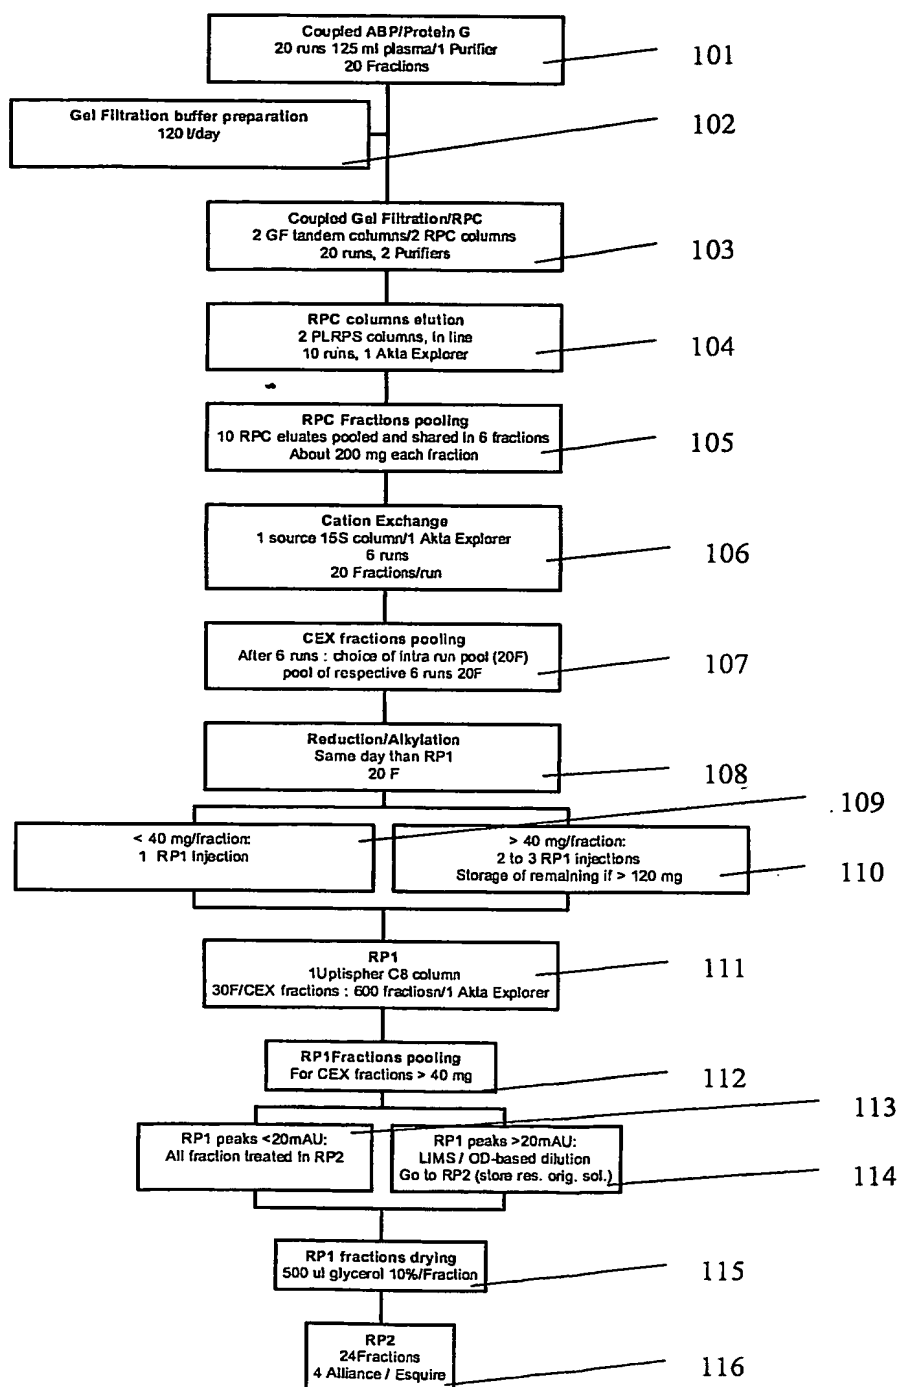 Coupled ABP/Protein G
20 runs 125 ml plasma/1 Purifier
20 Fractions
101
Gel Filtration buffer preparation
120 l/day
102
Coupled Gel Filtration/RPC
2 GF tandem columns/2 RPC columns
20 runs, 2 Purifiers
103
RPC columns elution
2 PLRPS columns, in line
10 runs, 1 Akta Explorer
104
RPC Fractions pooling
10 RPC eluates pooled and shared in 6 fractions
About 200 mg each fraction
105
Cation Exchange
1 source 15S column/1 Akta Explorer
6 runs
20 Fractions/run
106
CEX fractions pooling
After 6 runs : choice of intra run pool (20F)
pool of respective 6 runs 20F
107
Reduction/Alkylation
Same day than RP1
20 F
108
109
< 40 mg/fraction:
1 RP1 Injection
> 40 mg/fraction:
2 to 3 RP1 injections
Storage of remaining if > 120 mg
110
RP1
1Uptispher C8 column
30F/CEX fractions : 600 fractiosn/1 Akta Explorer
111
RP1Fractions pooling
For CEX fractions > 40 mg
112
113
RP1 peaks <20mAU:
All fraction treated in RP2
RP1 peaks >20mAU:
LIMS / OD-based dilution
Go to RP2 (store res. orig. sol.)
114
RP1 fractions drying
500 ul glycerol 10%/Fraction
115
RP2
24Fractions
4 Alliance / Esquire
116